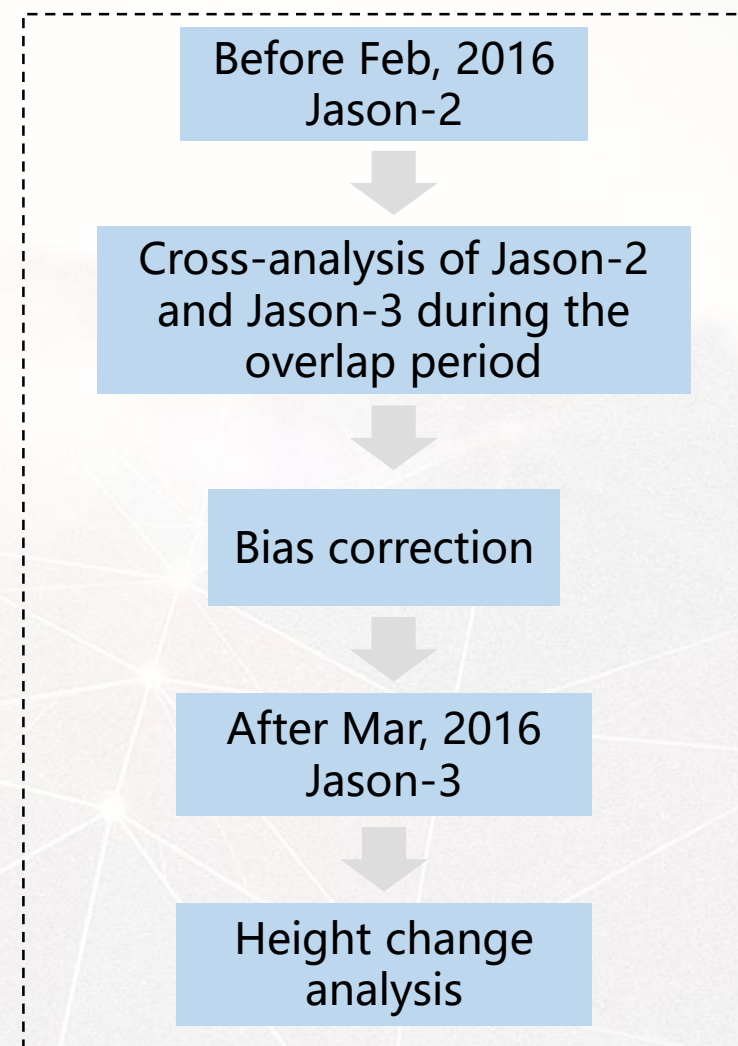 Before Feb, 2016
Jason-2
Cross-analysis of Jason-2
and Jason-3 during the
overlap period
Bias correction
After Mar, 2016
Jason-3
Height change
analysis